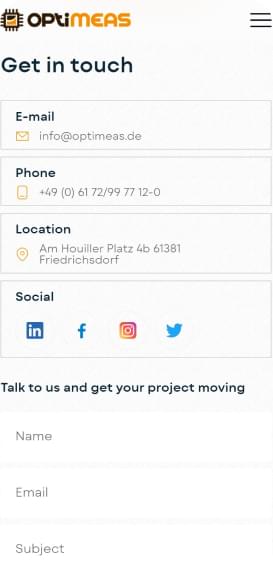 OPTIMEAS
Get in touch
E-mail
info@optimeas.de
Phone
+49 (0) 61 72/99 77 12-0
Location
Am Houiller Platz 4b 61381
Friedrichsdorf
Social
Talk to us and get your project moving
Name
Email
Subject